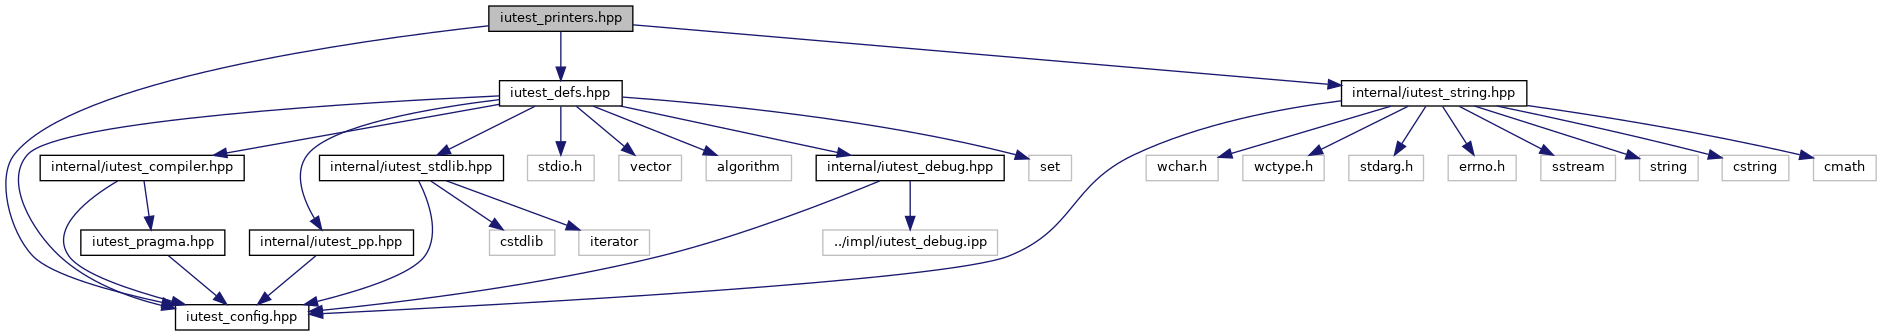 iutest_printers.hpp
iutest_defs.hpp
internal/iutest_string.hpp
internal/iutest_compiler.hpp
internal/iutest_stdlib.hpp
stdio.h
vector
algorithm
internal/iutest_debug.hpp
set
wchar.h
wctype.h
stdarg.h
errno.h
sstream
string
cstring
cmath
iutest_pragma.hpp
internal/iutest_pp.hpp
cstdlib
iterator
../impl/iutest_debug.ipp
iutest_config.hpp